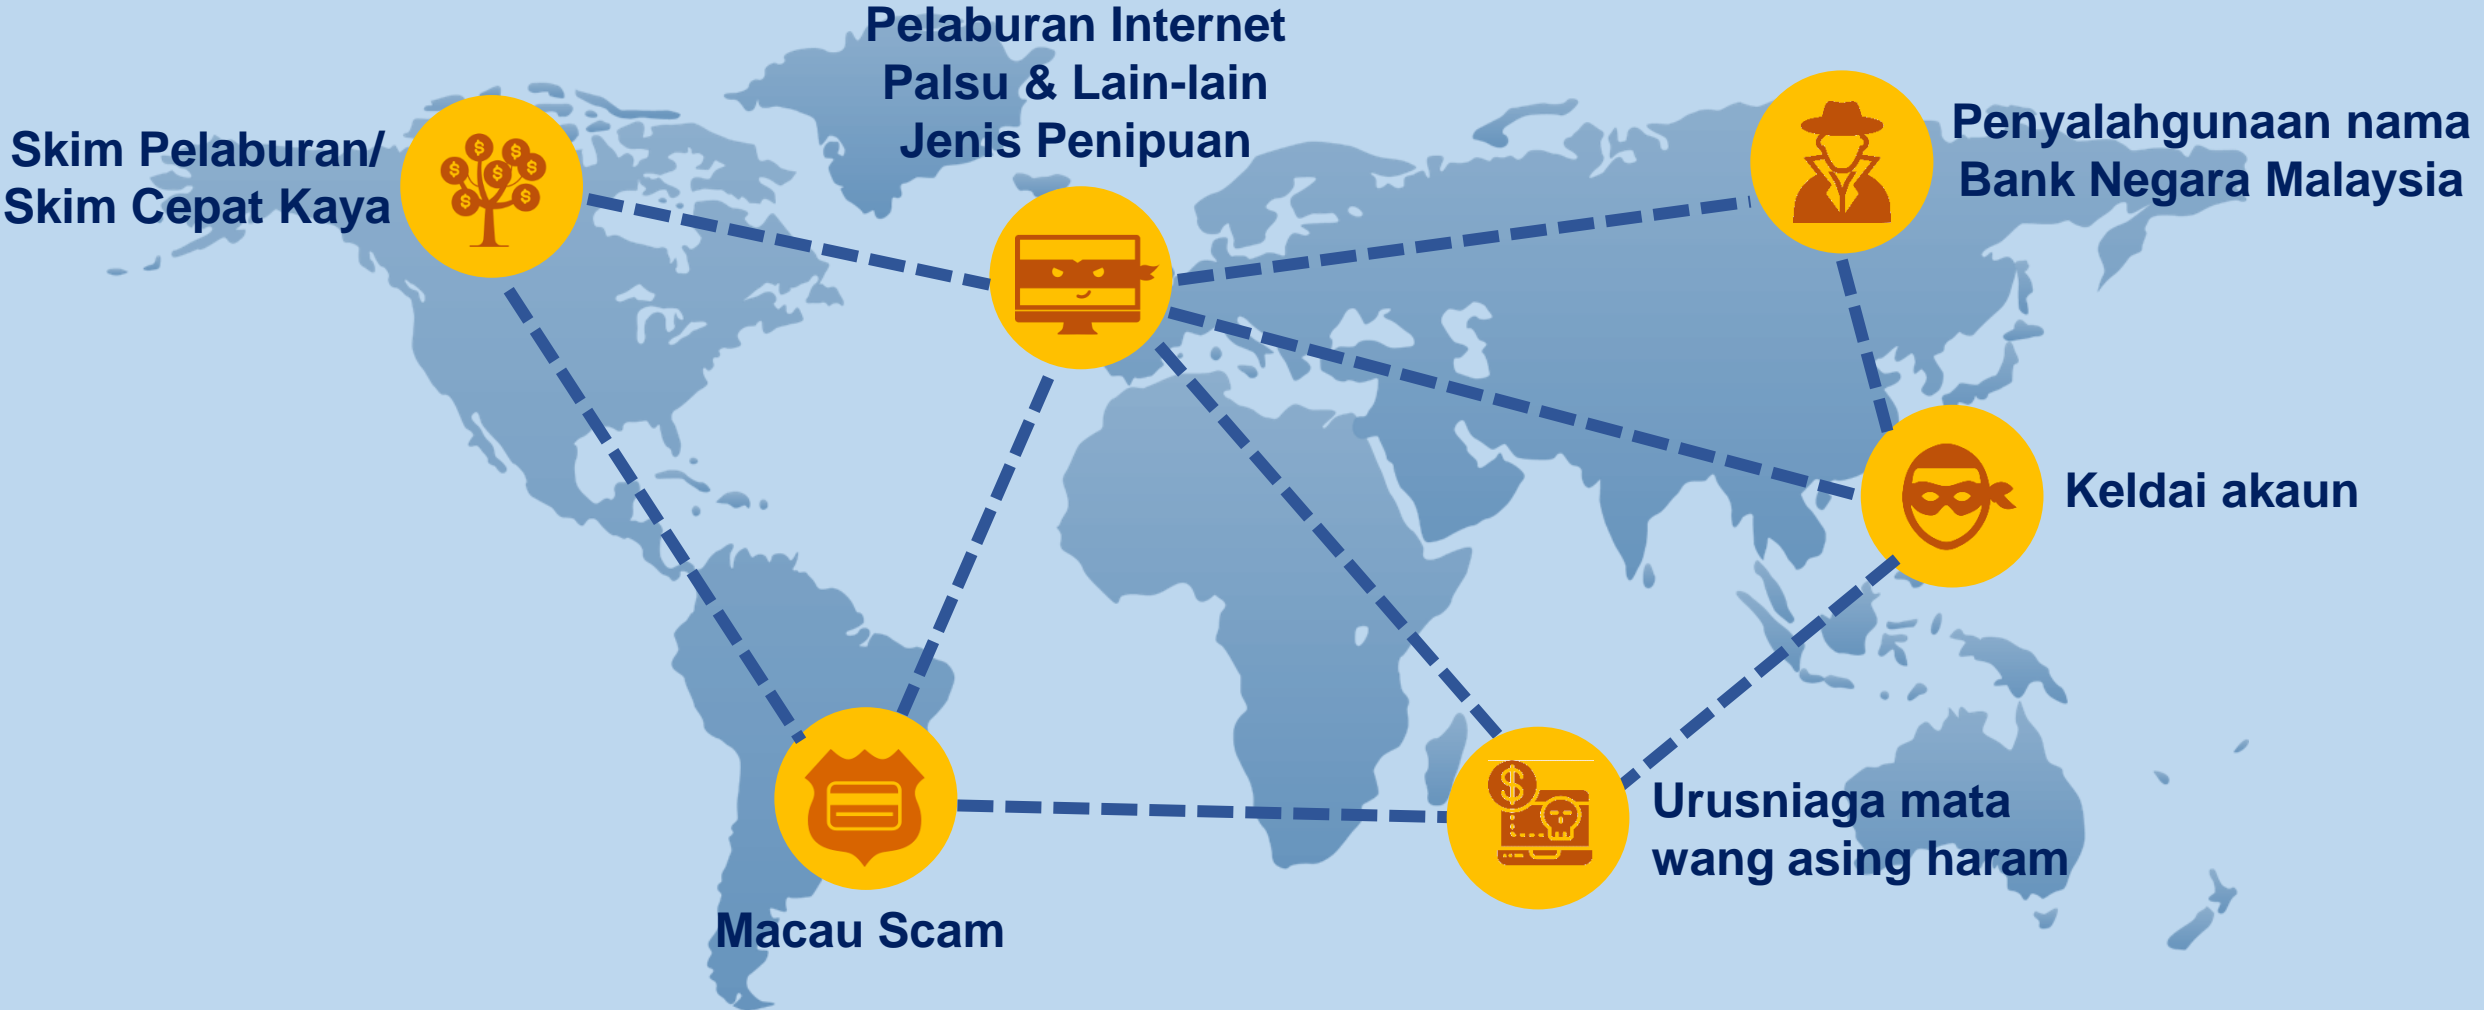 Pelaburan Internet
Palsu & Lain-lain
Jenis Penipuan
Skim Pelaburan/
Skim Cepat Kaya
Penyalahgunaan nama
Bank Negara Malaysia
Keldai akaun
Urusniaga mata
wang asing haram
Macau Scam